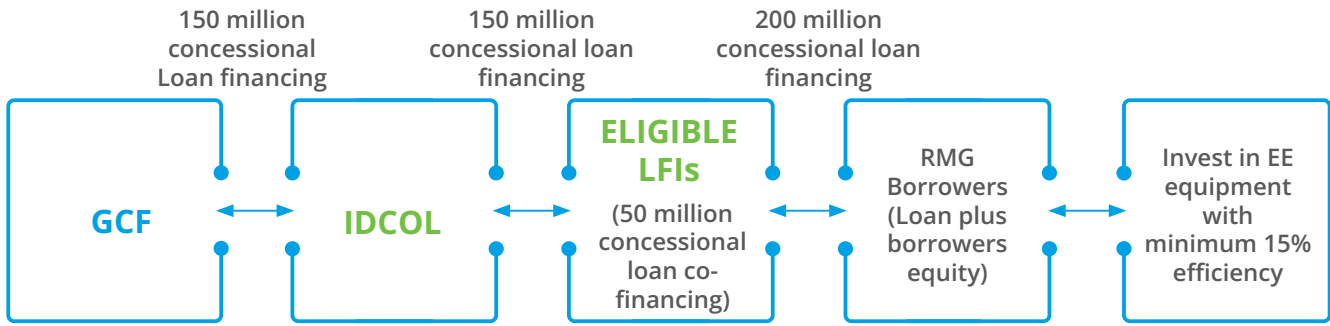 150 million
concessional
Loan financing
150 million
concessional loan
financing
200 million
concessional loan
financing
GCF
IDCOL
ELIGIBLE
LFIs
(50 million
concessional
loan co-
financing)
RMG
Borrowers
(Loan plus
borrowers
equity)
Invest in EE
equipment
with
minimum 15%
efficiency